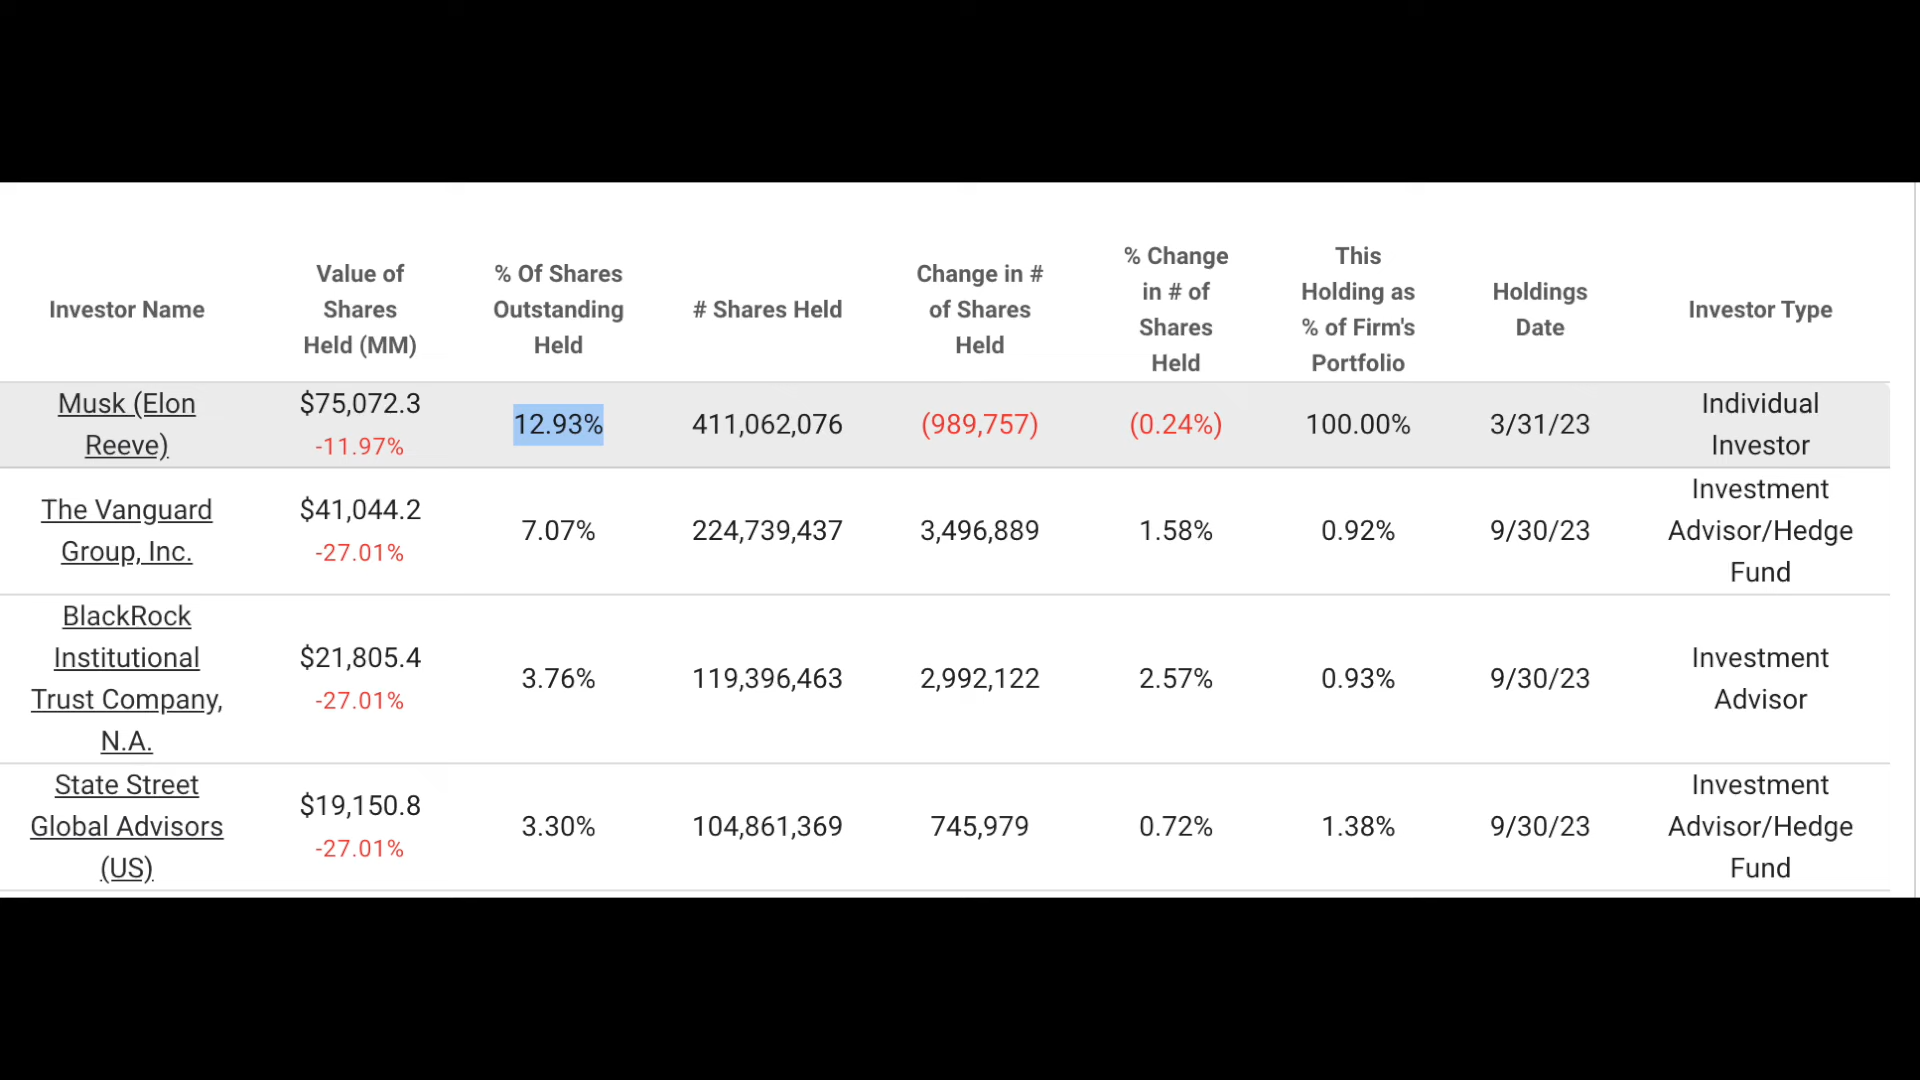 Investor Name
Value of
Shares
Held (MM)
% Of Shares
Outstanding
Held
# Shares Held
Change in #
of Shares
Held
% Change
in # of
Shares
Held
This
Holding as
% of Firm's
Portfolio
Holdings
Date
Investor Type
Musk (Elon
Reeve)
$75,072.3
-11.97%
12.93%
411,062,076
(989,757)
(0.24%)
100.00%
3/31/23
Individual
Investor
The Vanguard
Group, Inc.
$41,044.2
-27.01%
7.07%
224,739,437
3,496,889
1.58%
0.92%
9/30/23
Investment
Advisor/Hedge
Fund
BlackRock
Institutional
Trust Company,
N.A.
$21,805.4
-27.01%
3.76%
119,396,463
2,992,122
2.57%
0.93%
9/30/23
Investment
Advisor
State Street
Global Advisors
(US)
$19,150.8
-27.01%
3.30%
104,861,369
745,979
0.72%
1.38%
9/30/23
Investment
Advisor/Hedge
Fund